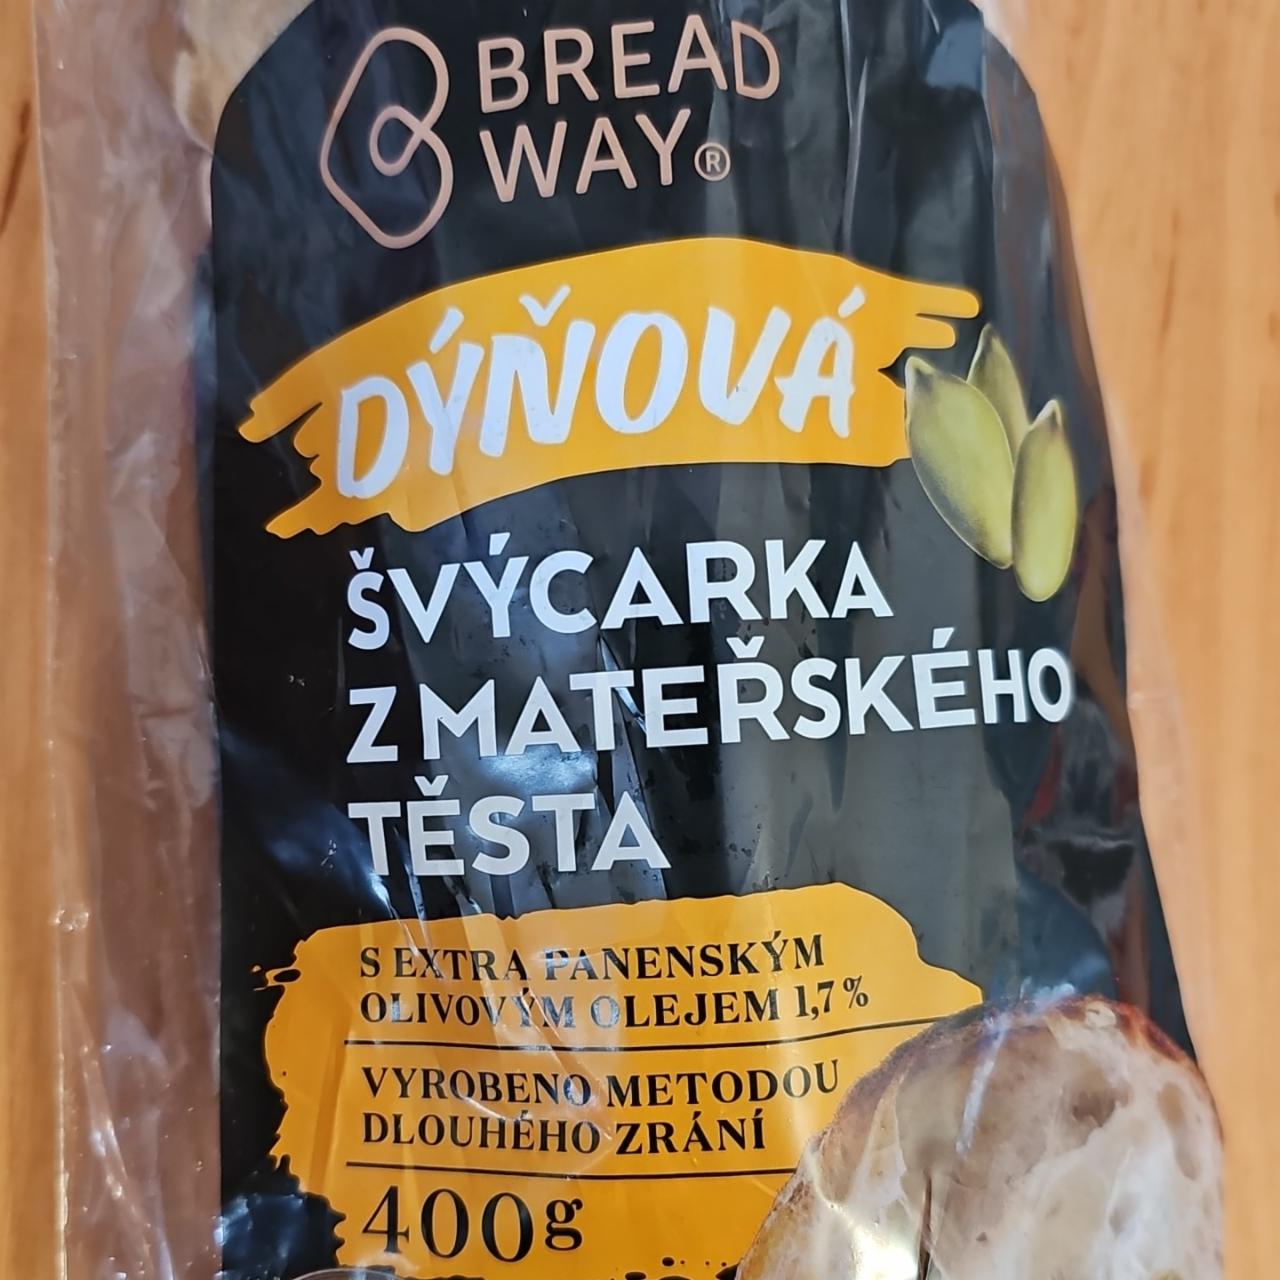 BREAD
WAY®
DÝŇOVÁ
ŠVÝCARKA
Z MATEŘSKÉHO
TĚSTA
S EXTRA PANENSKÝM
OLIVOVÝM OLEJEM 1,7 %
VYROBENO METODOU
DLOUHÉHO ZRÁNÍ
400g